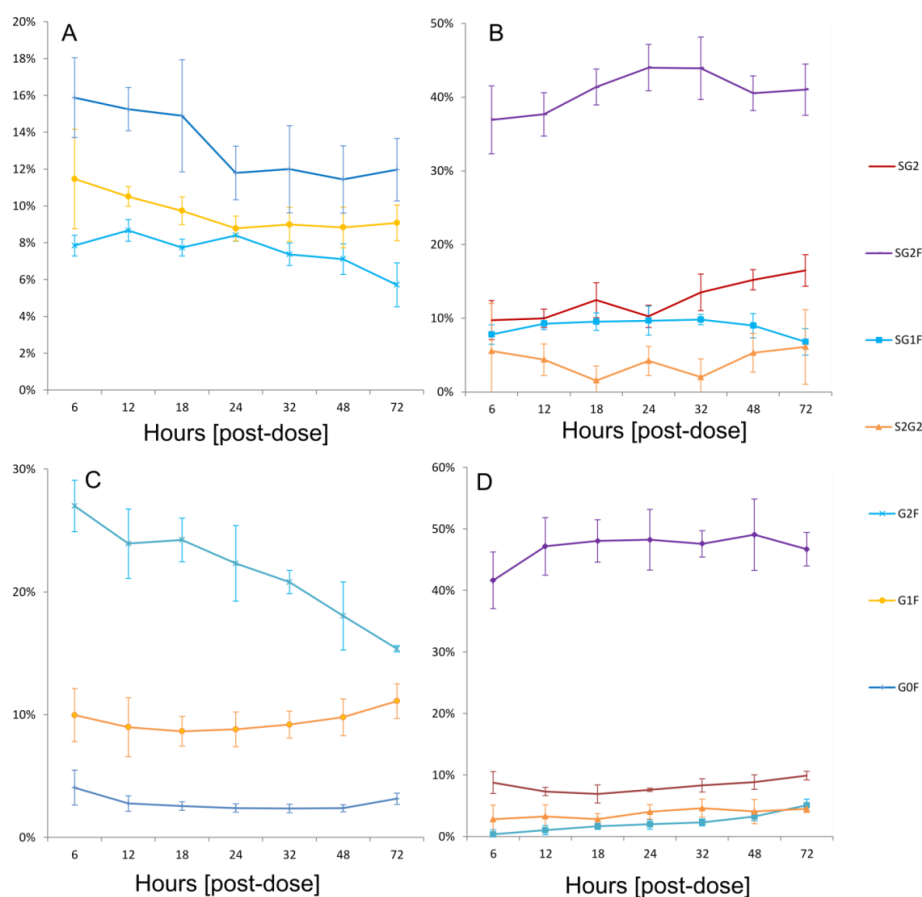 A
20%
18%
16%
14%
12%
10%
8%
6%
4%
2%
0%
6 12 18 24 32 48 72
Hours [post-dose]
B
50%
40%
30%
20%
10%
0%
6 12 18 24 32 48 72
Hours [post-dose]
SG2
SG2F
SG1F
S2G2
G2F
G1F
G0F
C
30%
20%
10%
0%
6 12 18 24 32 48 72
Hours [post-dose]
D
60%
50%
40%
30%
20%
10%
0%
6 12 18 24 32 48 72
Hours [post-dose]